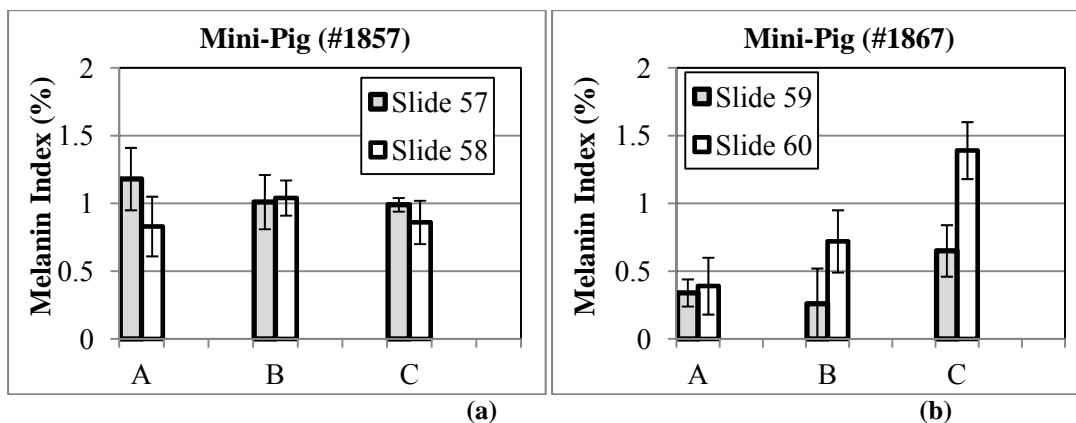 Mini-Pig (#1857)
Melanin Index (%)
2
1.5
1
0.5
0
Slide 57
Slide 58
A B C
(a)
Mini-Pig (#1867)
Melanin Index (%)
2
1.5
1
0.5
0
Slide 59
Slide 60
A B C
(b)